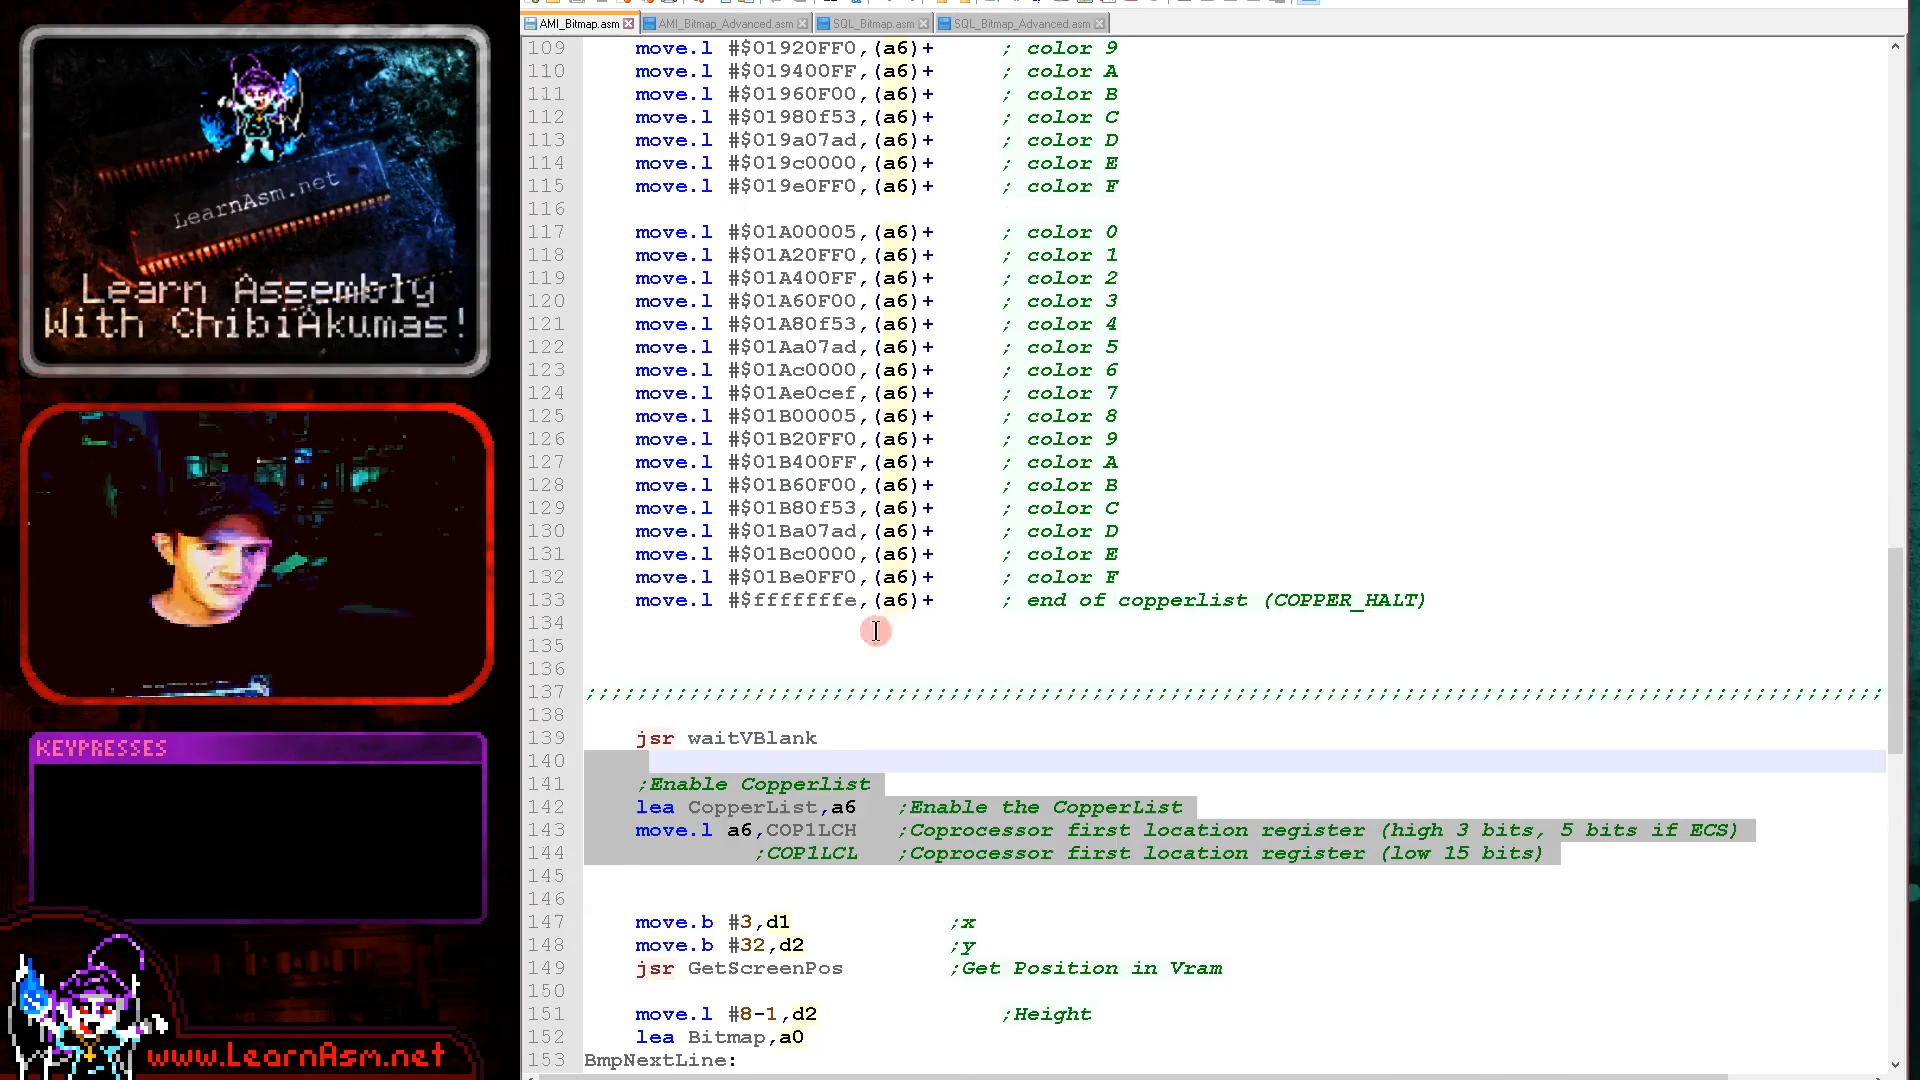 AMI_Bitmap.asm AMI_Bitmap_Advanced.asm SQL_Bitmap.asm SQL_Bitmap_Advanced.asm
LearnAsm.net
Learn Assembly
With ChibiAkumas!
KEYPRESSES
www.LearnAsm.net
109 move.l #$01920FF0,(a6)+ ; color 9
110 move.l #$019400FF,(a6)+ ; color A
111 move.l #$01960F00,(a6)+ ; color B
112 move.l #$01980f53,(a6)+ ; color C
113 move.l #$019a07ad,(a6)+ ; color D
114 move.l #$019c0000,(a6)+ ; color E
115 move.l #$019e0FF0,(a6)+ ; color F
116
117 move.l #$01A00005,(a6)+ ; color 0
118 move.l #$01A20FF0,(a6)+ ; color 1
119 move.l #$01A400FF,(a6)+ ; color 2
120 move.l #$01A60F00,(a6)+ ; color 3
121 move.l #$01A80f53,(a6)+ ; color 4
122 move.l #$01Aa07ad,(a6)+ ; color 5
123 move.l #$01Ac0000,(a6)+ ; color 6
124 move.l #$01Ae0cef,(a6)+ ; color 7
125 move.l #$01B00005,(a6)+ ; color 8
126 move.l #$01B20FF0,(a6)+ ; color 9
127 move.l #$01B400FF,(a6)+ ; color A
128 move.l #$01B60F00,(a6)+ ; color B
129 move.l #$01B80f53,(a6)+ ; color C
130 move.l #$01Ba07ad,(a6)+ ; color D
131 move.l #$01Bc0000,(a6)+ ; color E
132 move.l #$01Be0FF0,(a6)+ ; color F
133 move.l #$fffffffe,(a6)+ ; end of copperlist (COPPER_HALT)
134
135
136
137 ;;;;;;;;;;;;;;;;;;;;;;;;;;;;;;;;;;;;;;;;;;;;;;;;;;;;;;;;;;;;;;;;;;;;;;;;;;;;;;;;;;;;;;;;;;;;;;;;;;;
138
139 jsr waitVBlank
140
141 ;Enable Copperlist
142 lea CopperList,a6 ;Enable the CopperList
143 move.l a6,COP1LCH ;Coprocessor first location register (high 3 bits, 5 bits if ECS)
144 ;COP1LCL ;Coprocessor first location register (low 15 bits)
145
146
147 move.b #3,d1 ;x
148 move.b #32,d2 ;y
149 jsr GetScreenPos ;Get Position in Vram
150
151 move.l #8-1,d2 ;Height
152 lea Bitmap,a0
153 BmpNextLine: